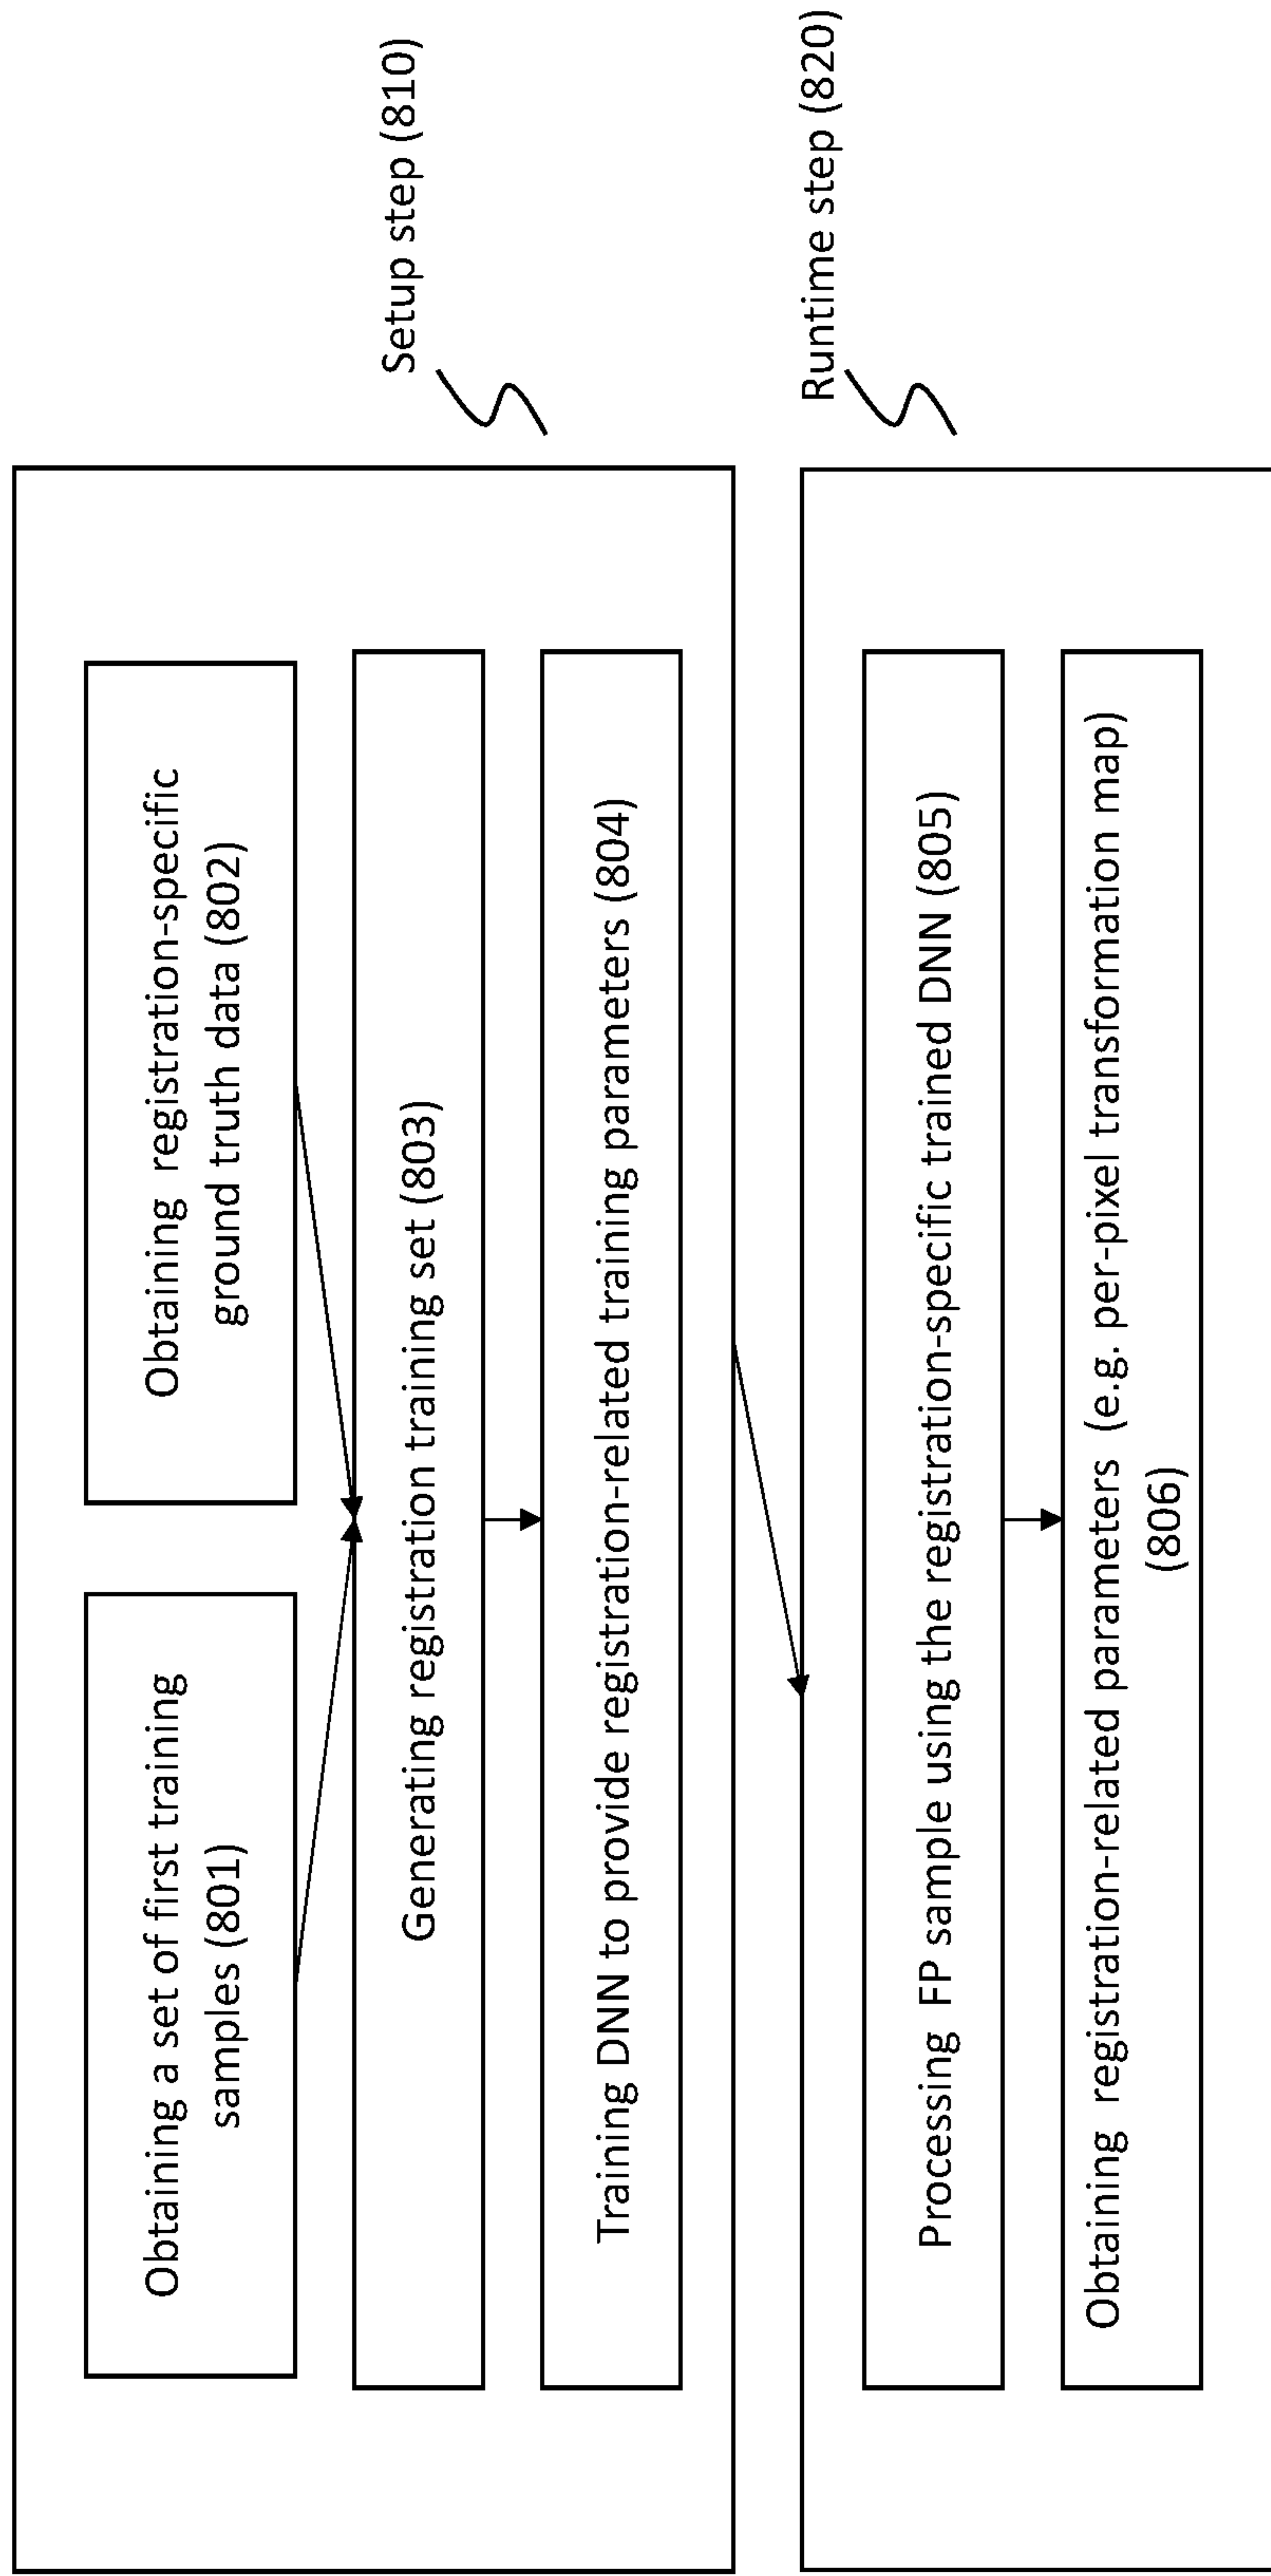 Obtaining a set of first training
samples (801)
Obtaining registration-specific
ground truth data (802)
Generating registration training set (803)
Training DNN to provide registration-related training parameters (804)
Setup step (810)
Processing FP sample using the registration-specific trained DNN (805)
Obtaining registration-related parameters (e.g. per-pixel transformation map)
(806)
Runtime step (820)